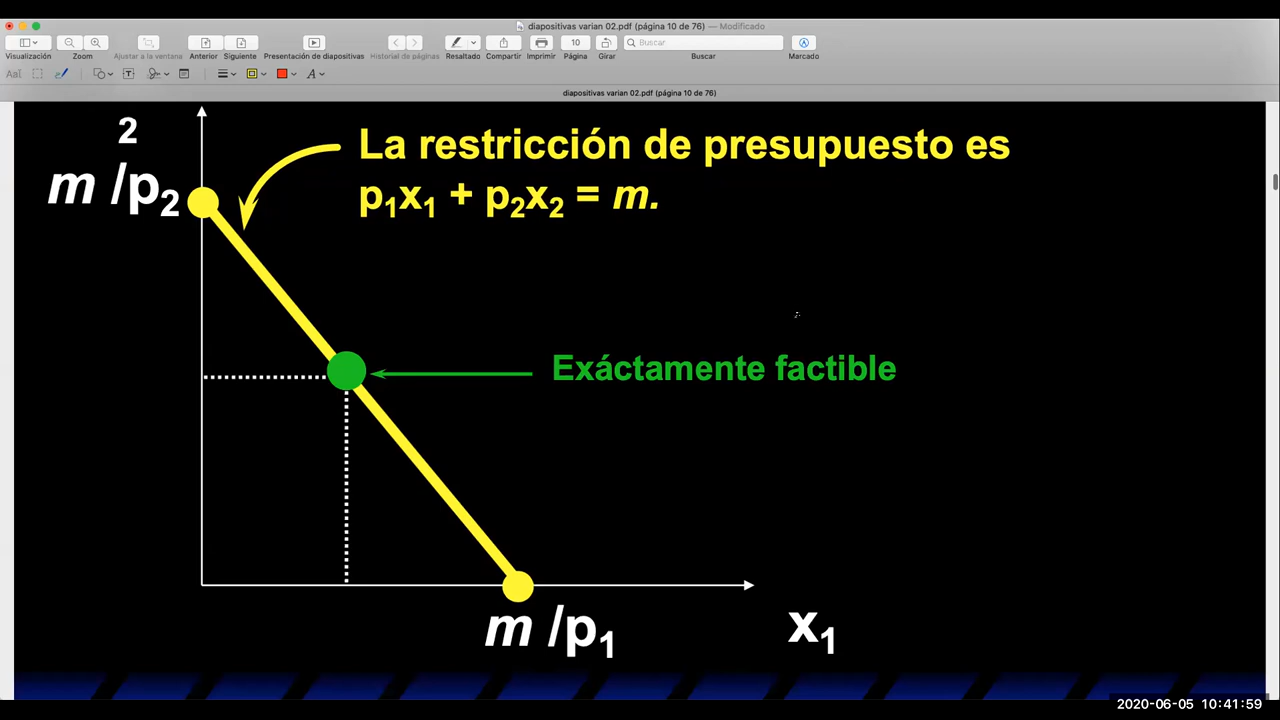 diapositivas varian 02.pdf (página 10 de 76) — Modificado
10
Buscar
Visualización
Zoom
Ajustar a la ventana
Anterior
Siguiente
Presentación de diapositivas
Historial de páginas
Resaltado
Compartir
Imprimir
Página
Girar
Buscar
Marcado
diapositivas varian 02.pdf (página 10 de 76)
2
m /p2
La restricción de presupuesto es
p1x1 + p2x2 = m.
Exáctamente factible
m /p1
x1
2020-06-05 10:41:59